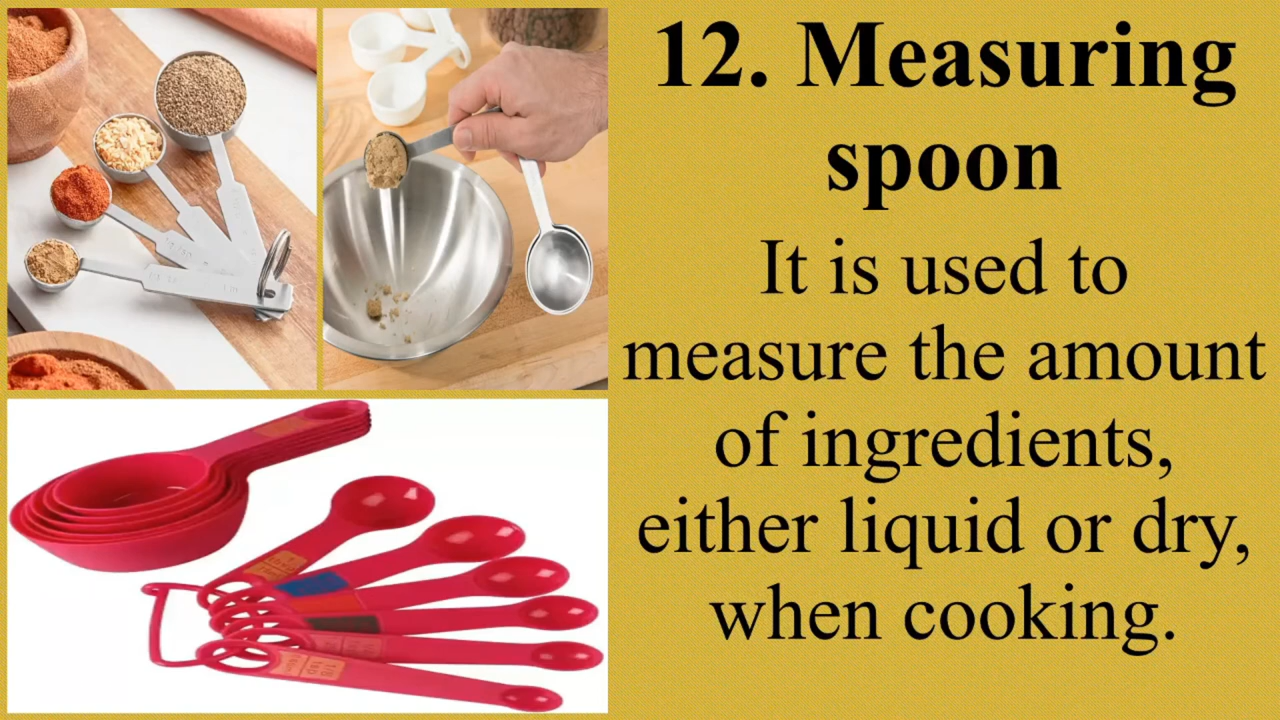 12. Measuring
spoon
It is used to
measure the amount
of ingredients,
either liquid or dry,
when cooking.